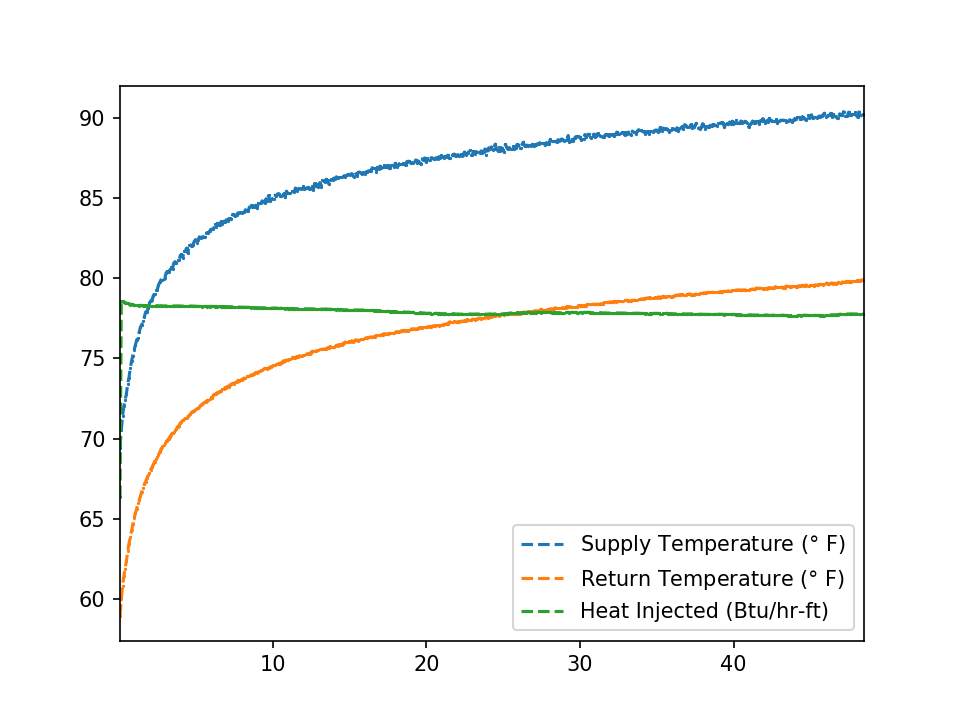 90
85
80
75
70
65
60
10 20 30 40
Supply Temperature (° F)
Return Temperature (° F)
Heat Injected (Btu/hr-ft)